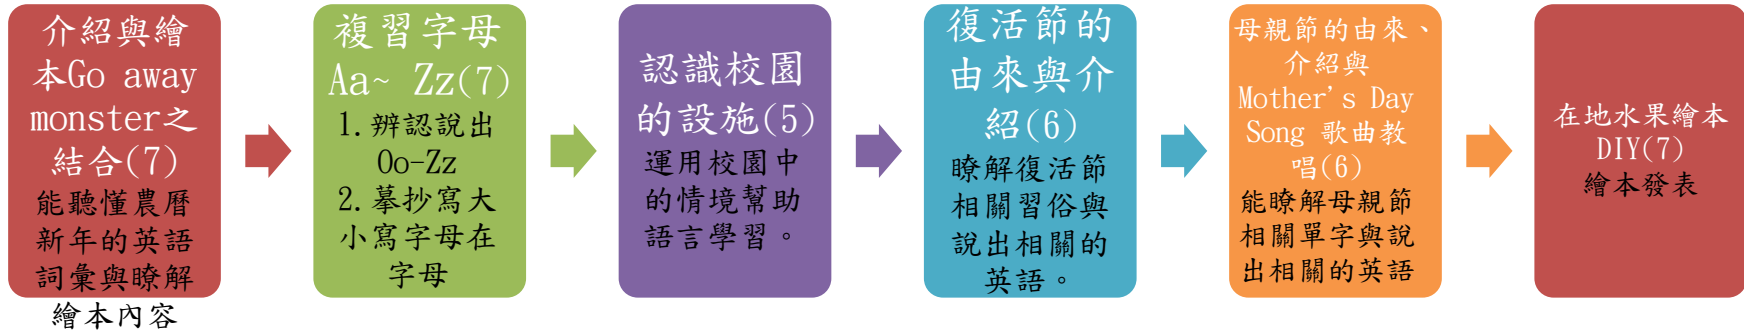 介紹與繪
本Go away
monster之
結合(7)
能聽懂農曆
新年的英語
詞彙與瞭解
繪本內容
複習字母
Aa~ Zz(7)
1.辨認說出
Oo-Zz
2.摹抄寫大
小寫字母在
字母
認識校園
的設施(5)
運用校園中
的情境幫助
語言學習。
復活節的
由來與介
紹(6)
瞭解復活節
相關習俗與
說出相關的
英語。
母親節的由來、
介紹與
Mother's Day
Song 歌曲教
唱(6)
能瞭解母親節
相關單字與說
出相關的英語
在地水果繪本
DIY(7)
繪本發表